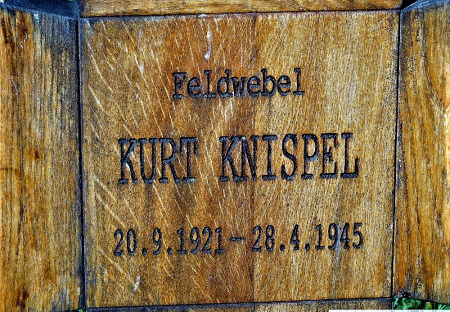 Feldwebel
KURT KNISPEL
20.9.1921 – 28.4.1945